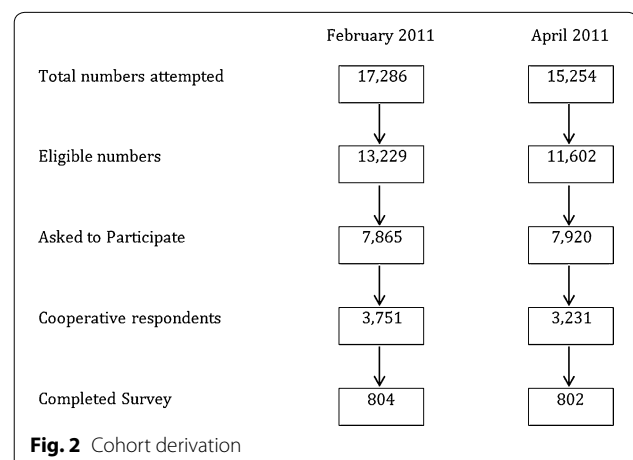 February 2011 April 2011
Total numbers attempted 17,286 15,254
Eligible numbers 13,229 11,602
Asked to Participate 7,865 7,920
Cooperative respondents 3,751 3,231
Completed Survey 804 802
Fig. 2 Cohort derivation